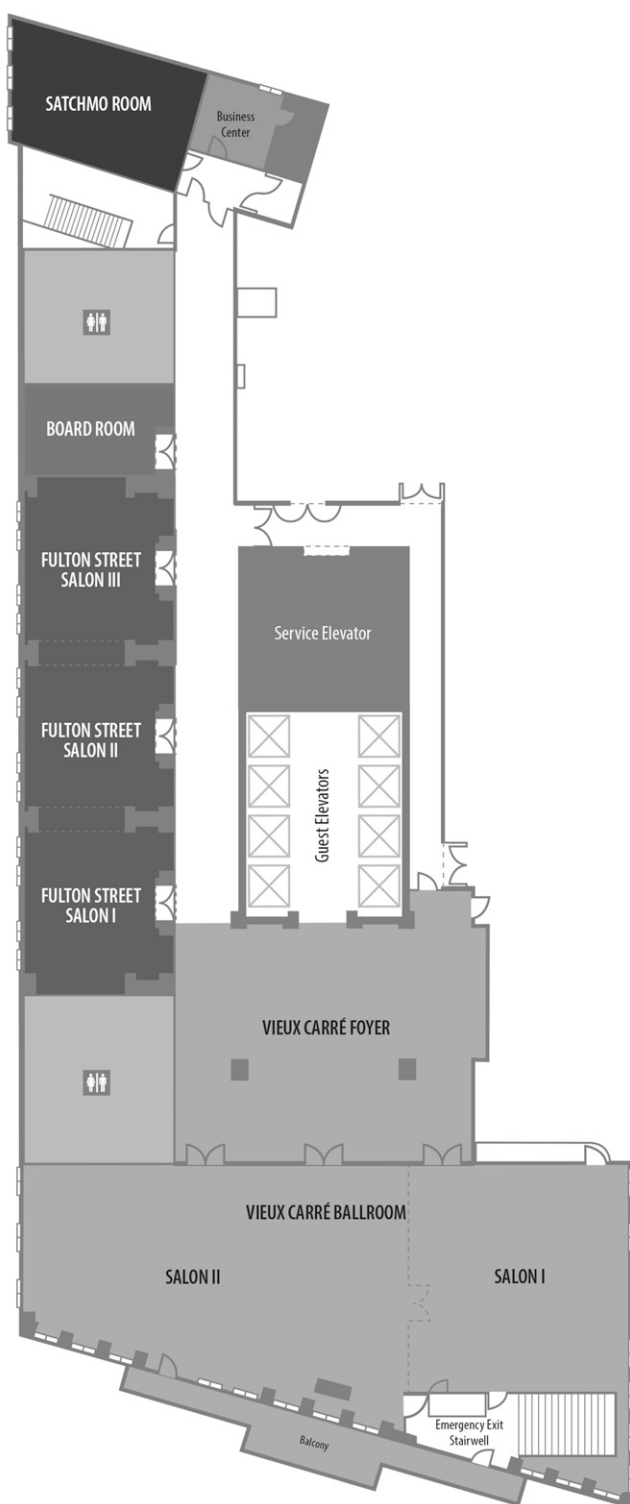 SATCHMO ROOM
Business
Center
BOARD ROOM
FULTON STREET
SALON III
Service Elevator
FULTON STREET
SALON II
Guest Elevators
FULTON STREET
SALON I
VIEUX CARRÉ FOYER
VIEUX CARRÉ BALLROOM
SALON II
SALON I
Emergency Exit
Stairwell
Balcony